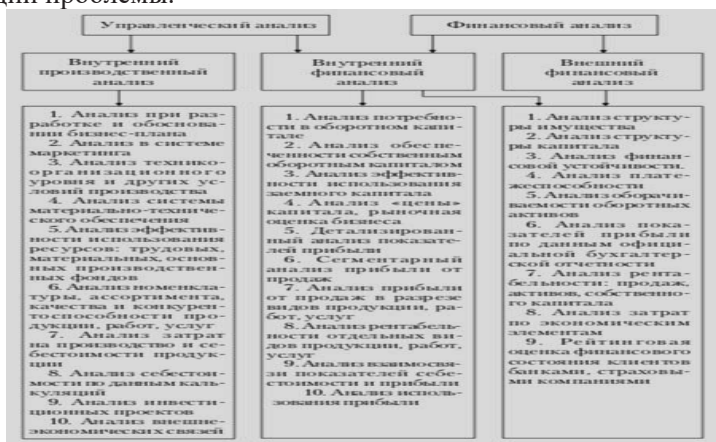 ции проблемы.
Управленческий анализ
Финансовый анализ
Внутренний
производственный
анализ
Внутренний
финансовый
анализ
Внешний
финансовый
анализ
1. Анализ при раз-
работке и обоснова-
нии бизнес-плана
2. Анализ в системе
маркетинга
3. Анализ технико-
организационного
уровня и других ус-
ловий производства
4. Анализ системы
материально-техниче-
ского обеспечения
5. Анализ эффектив-
ности использования
ресурсов: трудовых,
материальных, основ-
ных производствен-
ных фондов
6. Анализ номенкла-
туры, ассортимента,
качества и конкурен-
тоспособности про-
дукции, работ, услуг
7. Анализ затрат
на производство и се-
бестоимости продук-
ции
8. Анализ себестои-
мости по данным каль-
куляций
9. Анализ инвести-
ционных проектов
10. Анализ внешне-
экономических связей
1. Анализ потребно-
сти в оборотном капи-
тале
2. Анализ обеспе-
ченности собственным
оборотным капиталом
3. Анализ эффектив-
ности использования
заемного капитала
4. Анализ «цены»
капитала, рыночная
оценка бизнеса
5. Детализирован-
ный анализ показате-
лей прибыли
6. Сегментарный
анализ прибыли от
продаж
7. Анализ прибыли
от продаж в разрезе
видов продукции, ра-
бот, услуг
8. Анализ рентабель-
ности отдельных ви-
дов продукции, работ,
услуг
9. Анализ взаимосвя-
зи показателей себе-
стоимости и прибыли
10. Анализ исполь-
зования прибыли
1. Анализ структу-
ры имущества
2. Анализ структу-
ры капитала
3. Анализ финан-
совой устойчивости.
4. Анализ плате-
жеспособности
5. Анализ оборачи-
ваемости оборотных
активов
6. Анализ пока-
зателей прибыли
по данным офици-
альной бухгалтер-
ской отчетности
7. Анализ рента-
бельности: продаж,
активов, собственно-
го капитала
8. Анализ затрат
по экономическим
элементам
9. Рейтинговая
оценка финансового
состояния клиентов
банками, страховы-
ми компаниями